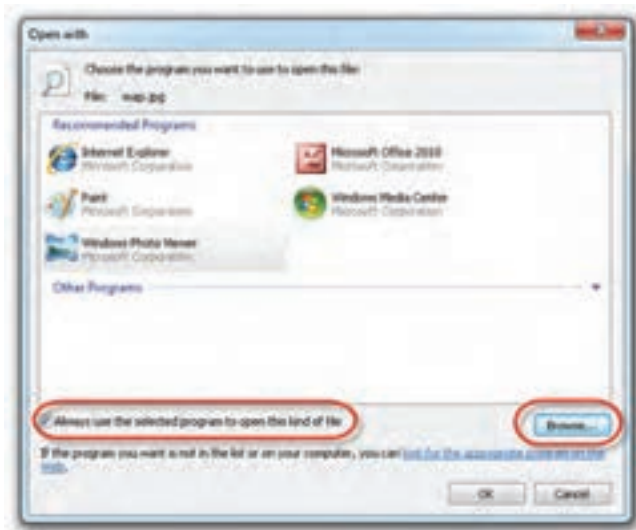 Open with
Choose the program you want to use to open this file:
File: wap.jpg
Recommended Programs
Internet Explorer
Microsoft Corporation
Microsoft Office 2010
Microsoft Corporation
Paint
Microsoft Corporation
Windows Media Center
Microsoft Corporation
Windows Photo Viewer
Microsoft Corporation
Other Programs
Always use the selected program to open this kind of file
Browse...
If the program you want is not in the list or on your computer, you can look for the appropriate program on the
Web.
OK
Cancel